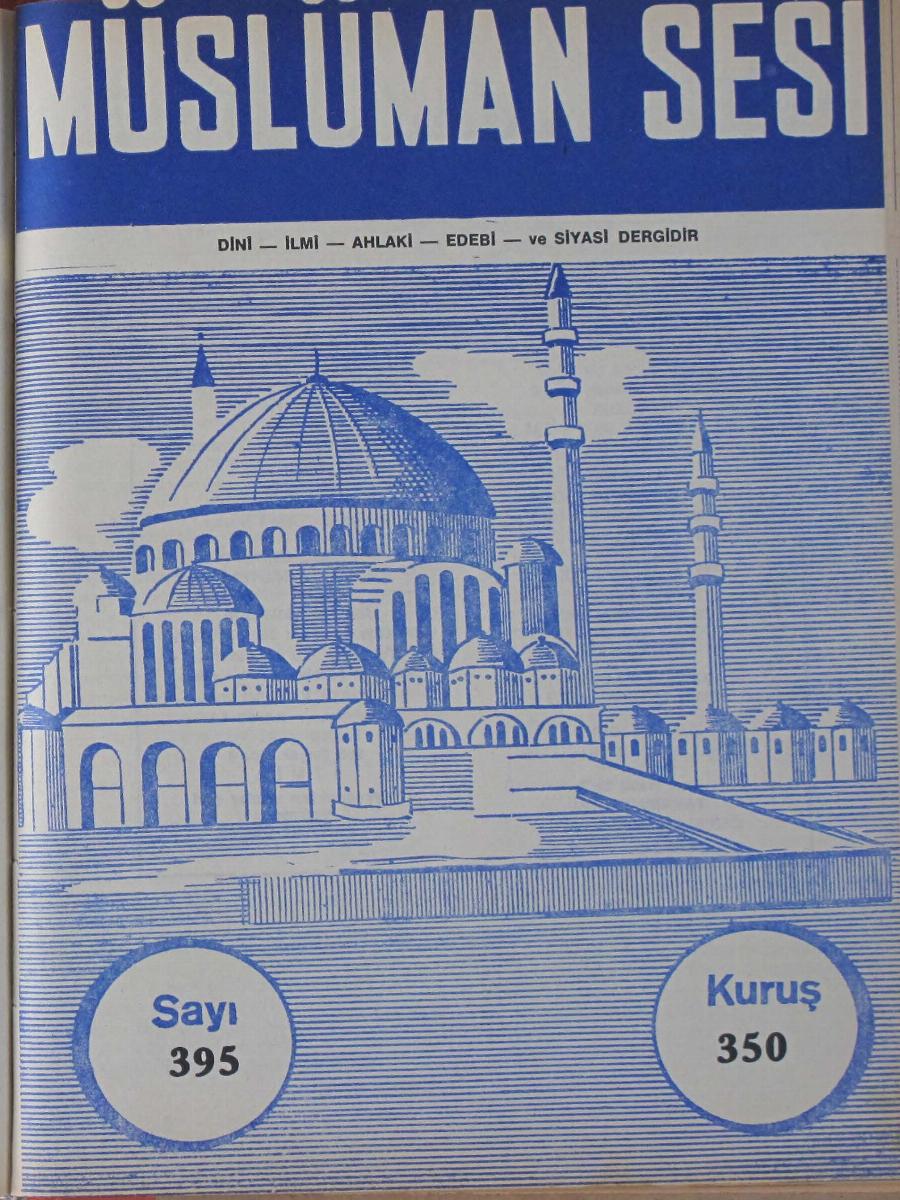 MÜSLÜMAN SESİ
DİNİ — İLMİ — AHLAKİ — EDEBİ — ve SİYASİ DERGİDİR
Sayı
395
Kuruş
350